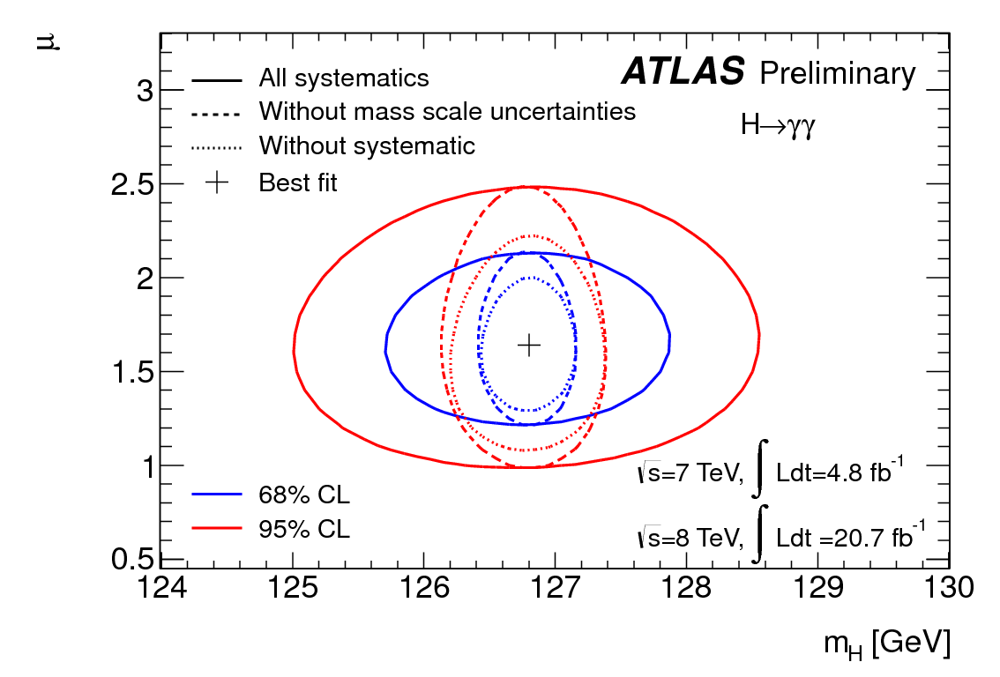 μ
ATLAS Preliminary
H→γγ
All systematics
Without mass scale uncertainties
Without systematic
Best fit
3
2.5
2
1.5
1
0.5
68% CL
95% CL
√s=7 TeV, ∫ Ldt=4.8 fb⁻¹
√s=8 TeV, ∫ Ldt =20.7 fb⁻¹
124 125 126 127 128 129 130
m_H [GeV]